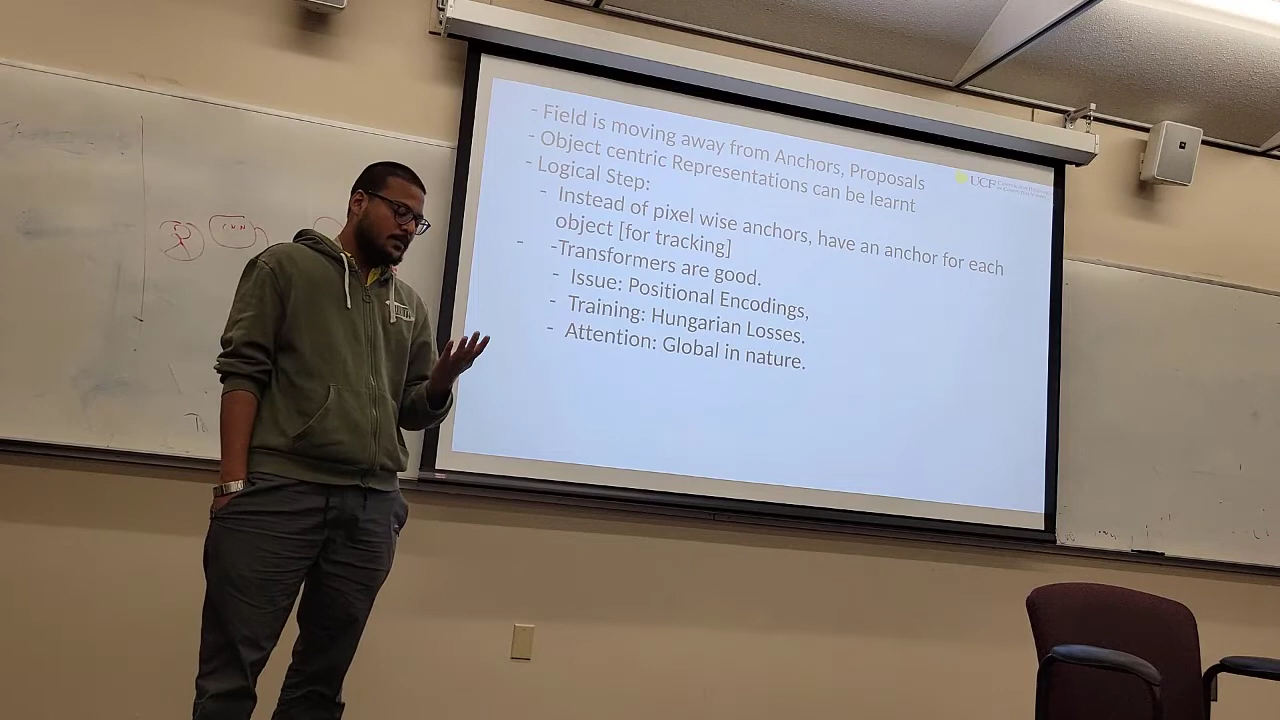 - Field is moving away from Anchors, Proposals
- Object centric Representations can be learnt
- Logical Step:
- Instead of pixel wise anchors, have an anchor for each
object [for tracking]
- -Transformers are good.
- Issue: Positional Encodings,
- Training: Hungarian Losses.
- Attention: Global in nature.
UCF
CNN